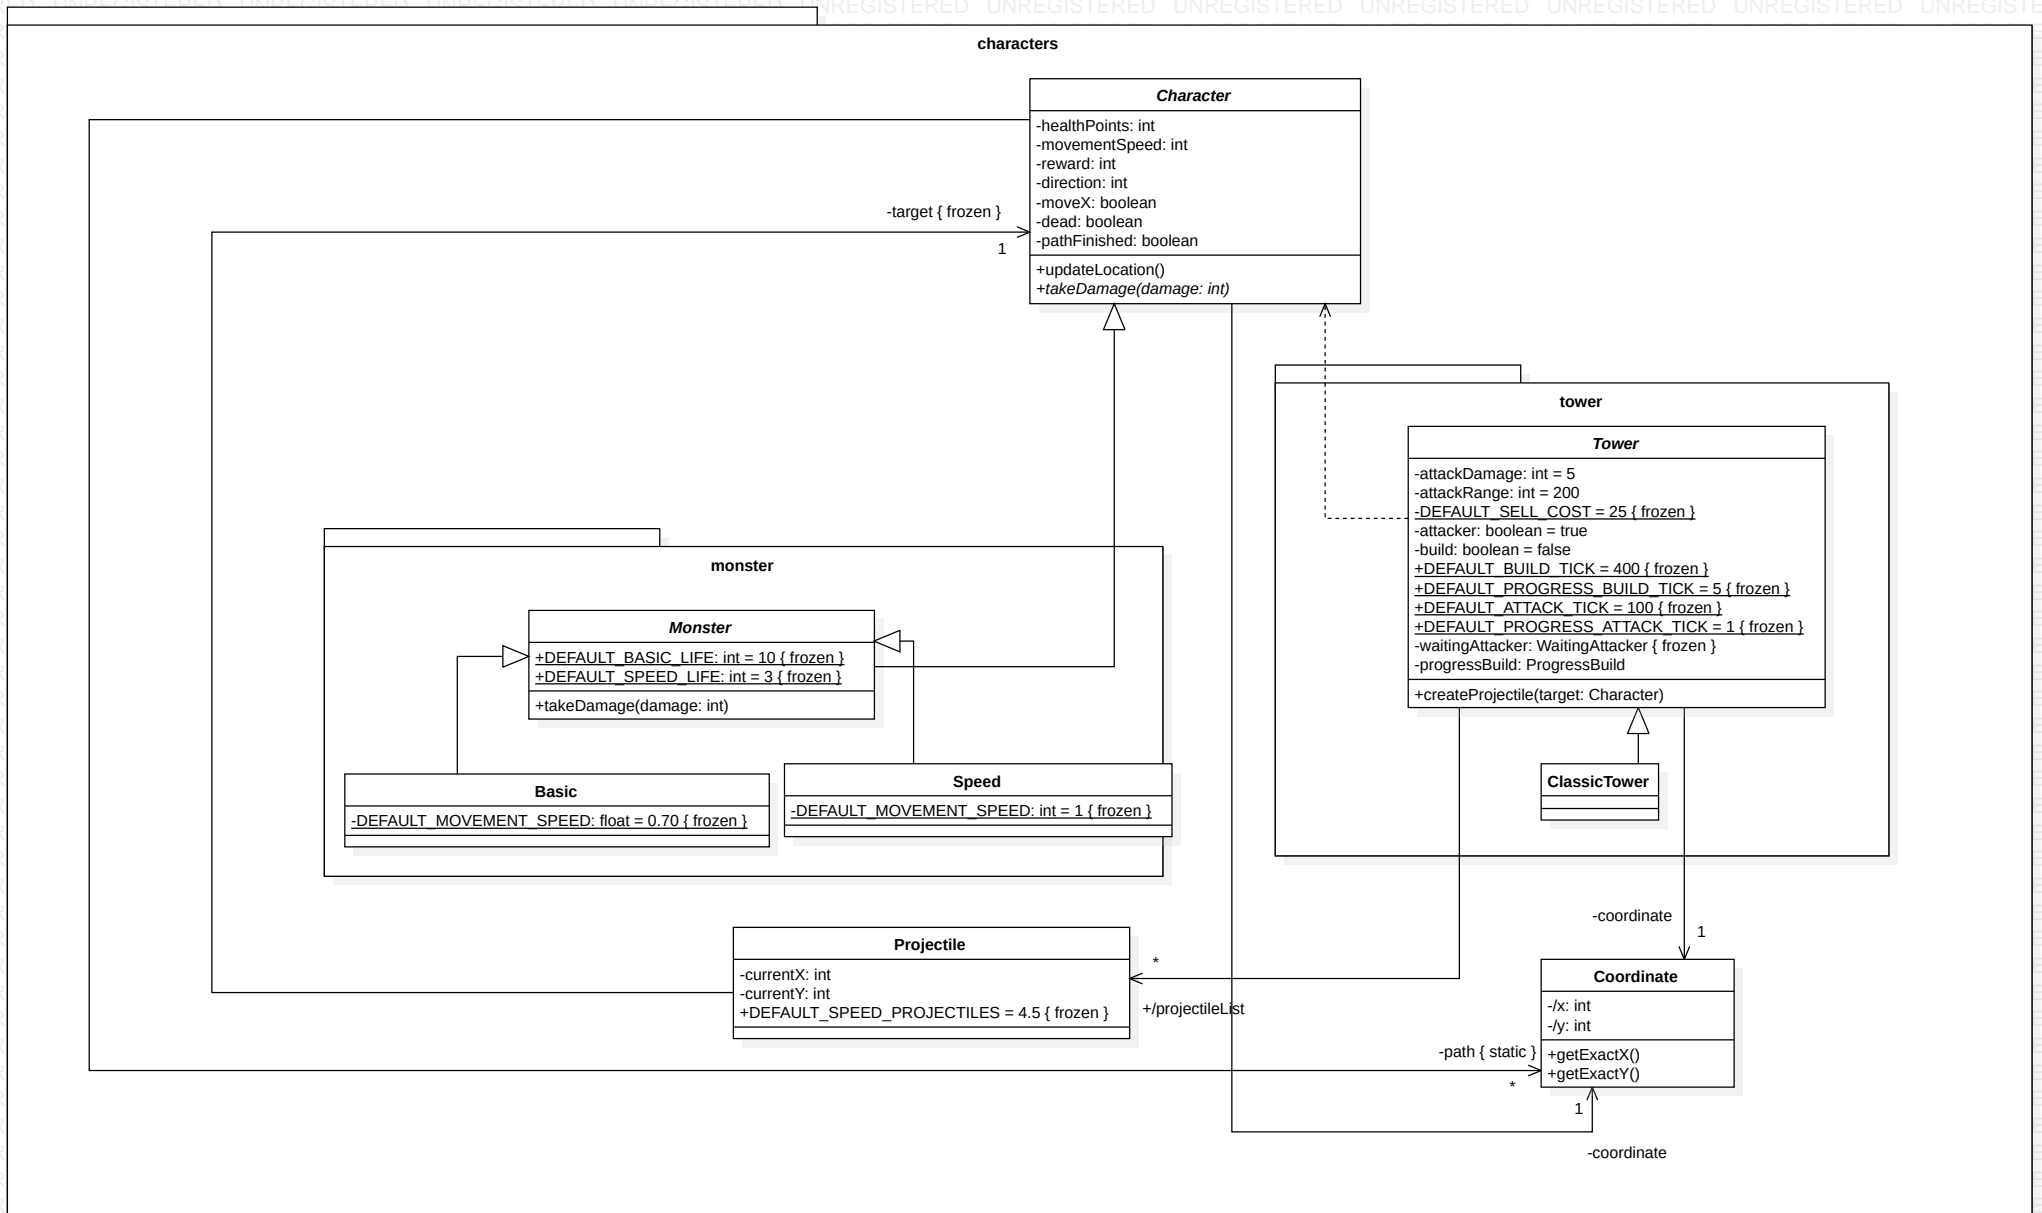 NREGISTERED UNREGISTERED UNREGISTERED UNREGISTERED UNREGISTERED UNREGISTERED UNREGISTE
characters
Character
-healthPoints: int
-movementSpeed: int
-reward: int
-direction: int
-moveX: boolean
-dead: boolean
-pathFinished: boolean
+updateLocation()
+takeDamage(damage: int)
-target { frozen }
1
tower
Tower
-attackDamage: int = 5
-attackRange: int = 200
-DEFAULT_SELL_COST = 25 { frozen }
-attacker: boolean = true
-build: boolean = false
+DEFAULT_BUILD_TICK = 400 { frozen }
+DEFAULT_PROGRESS_BUILD_TICK = 5 { frozen }
+DEFAULT_ATTACK_TICK = 100 { frozen }
+DEFAULT_PROGRESS_ATTACK_TICK = 1 { frozen }
-waitingAttacker: WaitingAttacker { frozen }
-progressBuild: ProgressBuild
+createProjectile(target: Character)
ClassicTower
monster
Monster
+DEFAULT_BASIC_LIFE: int = 10 { frozen }
+DEFAULT_SPEED_LIFE: int = 3 { frozen }
+takeDamage(damage: int)
Basic
-DEFAULT_MOVEMENT_SPEED: float = 0.70 { frozen }
Speed
-DEFAULT_MOVEMENT_SPEED: int = 1 { frozen }
Projectile
-currentX: int
-currentY: int
+DEFAULT_SPEED_PROJECTILES = 4.5 { frozen }
*
+/projectileList
-coordinate
1
Coordinate
-/x: int
-/y: int
+getExactX()
+getExactY()
-path { static }
*
1
-coordinate